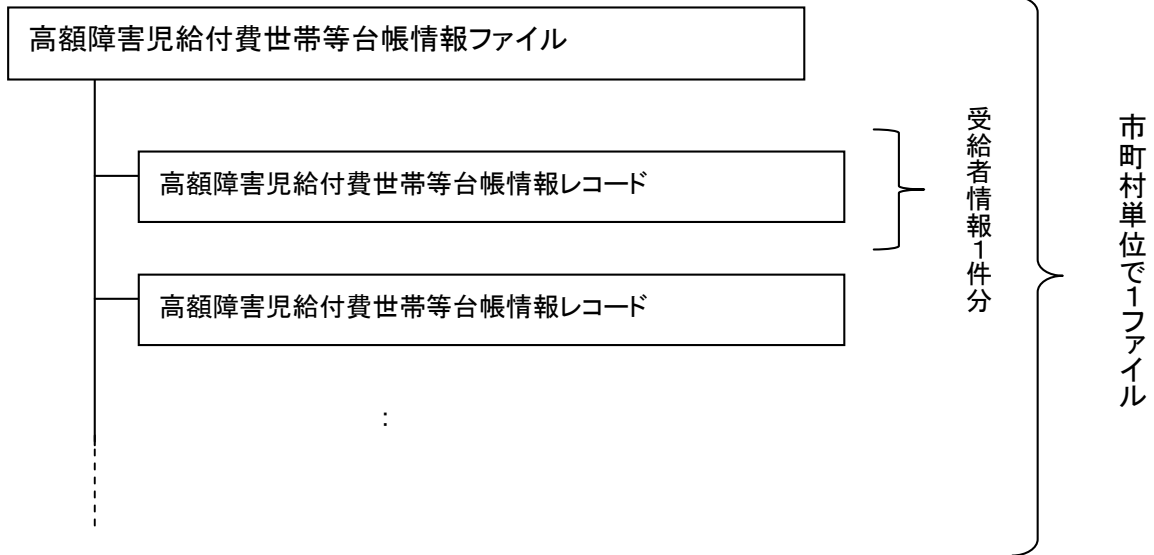 高額障害児給付費世帯等台帳情報ファイル
高額障害児給付費世帯等台帳情報レコード
高額障害児給付費世帯等台帳情報レコード
:
受給者情報1件分
市町村単位で1ファイル